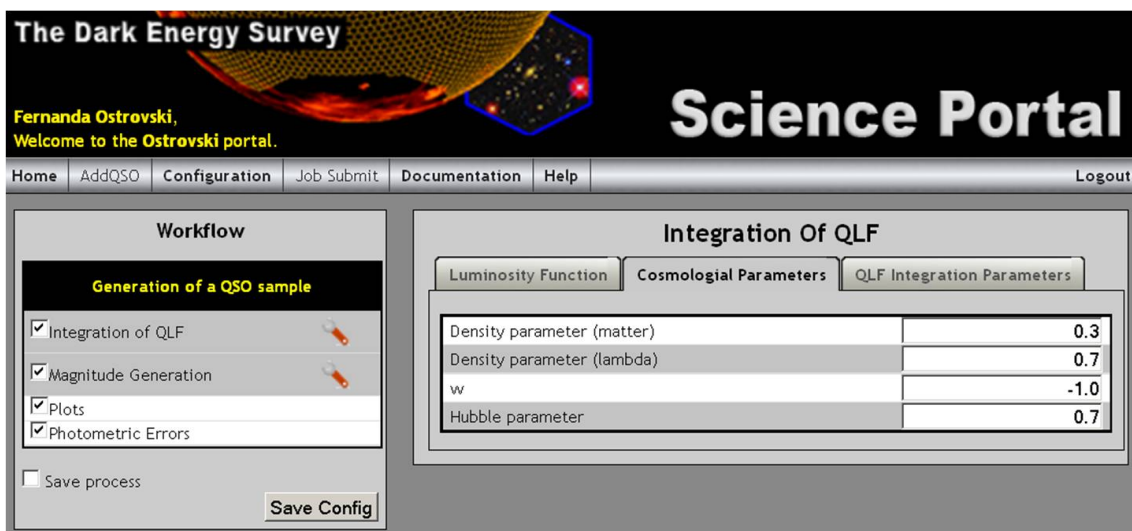 The Dark Energy Survey
Fernanda Ostrovski,
Welcome to the Ostrovski portal.
Science Portal
Home AddQSO Configuration Job Submit Documentation Help Logout
Workflow
Generation of a QSO sample
Integration of QLF
Magnitude Generation
Plots
Photometric Errors
Save process
Save Config
Integration Of QLF
Luminosity Function Cosmologial Parameters QLF Integration Parameters
Density parameter (matter) 0.3
Density parameter (lambda) 0.7
w -1.0
Hubble parameter 0.7